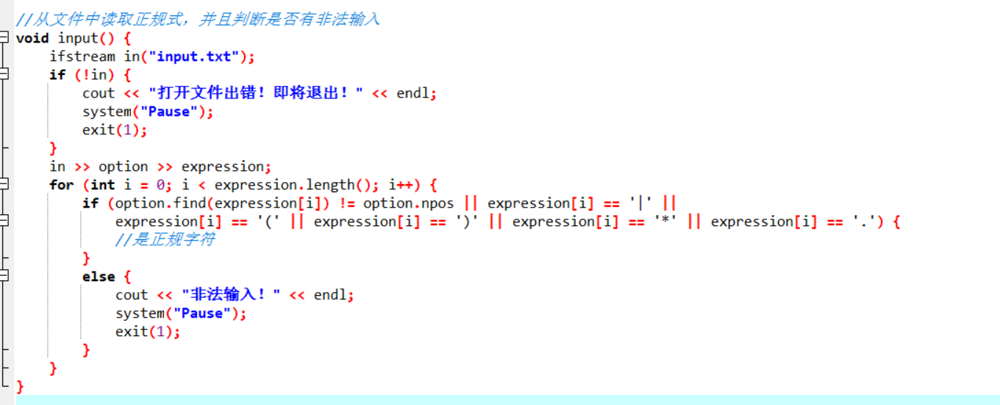 //从文件中读取正规式，并且判断是否有非法输入
void input() {
    ifstream in("input.txt");
    if (!in) {
        cout << "打开文件出错！即将退出！" << endl;
        system("Pause");
        exit(1);
    }
    in >> option >> expression;
    for (int i = 0; i < expression.length(); i++) {
        if (option.find(expression[i]) != option.npos || expression[i] == '|' ||
            expression[i] == '(' || expression[i] == ')' || expression[i] == '*' || expression[i] == '.') {
            //是正规字符
        }
        else {
            cout << "非法输入！" << endl;
            system("Pause");
            exit(1);
        }
    }
}